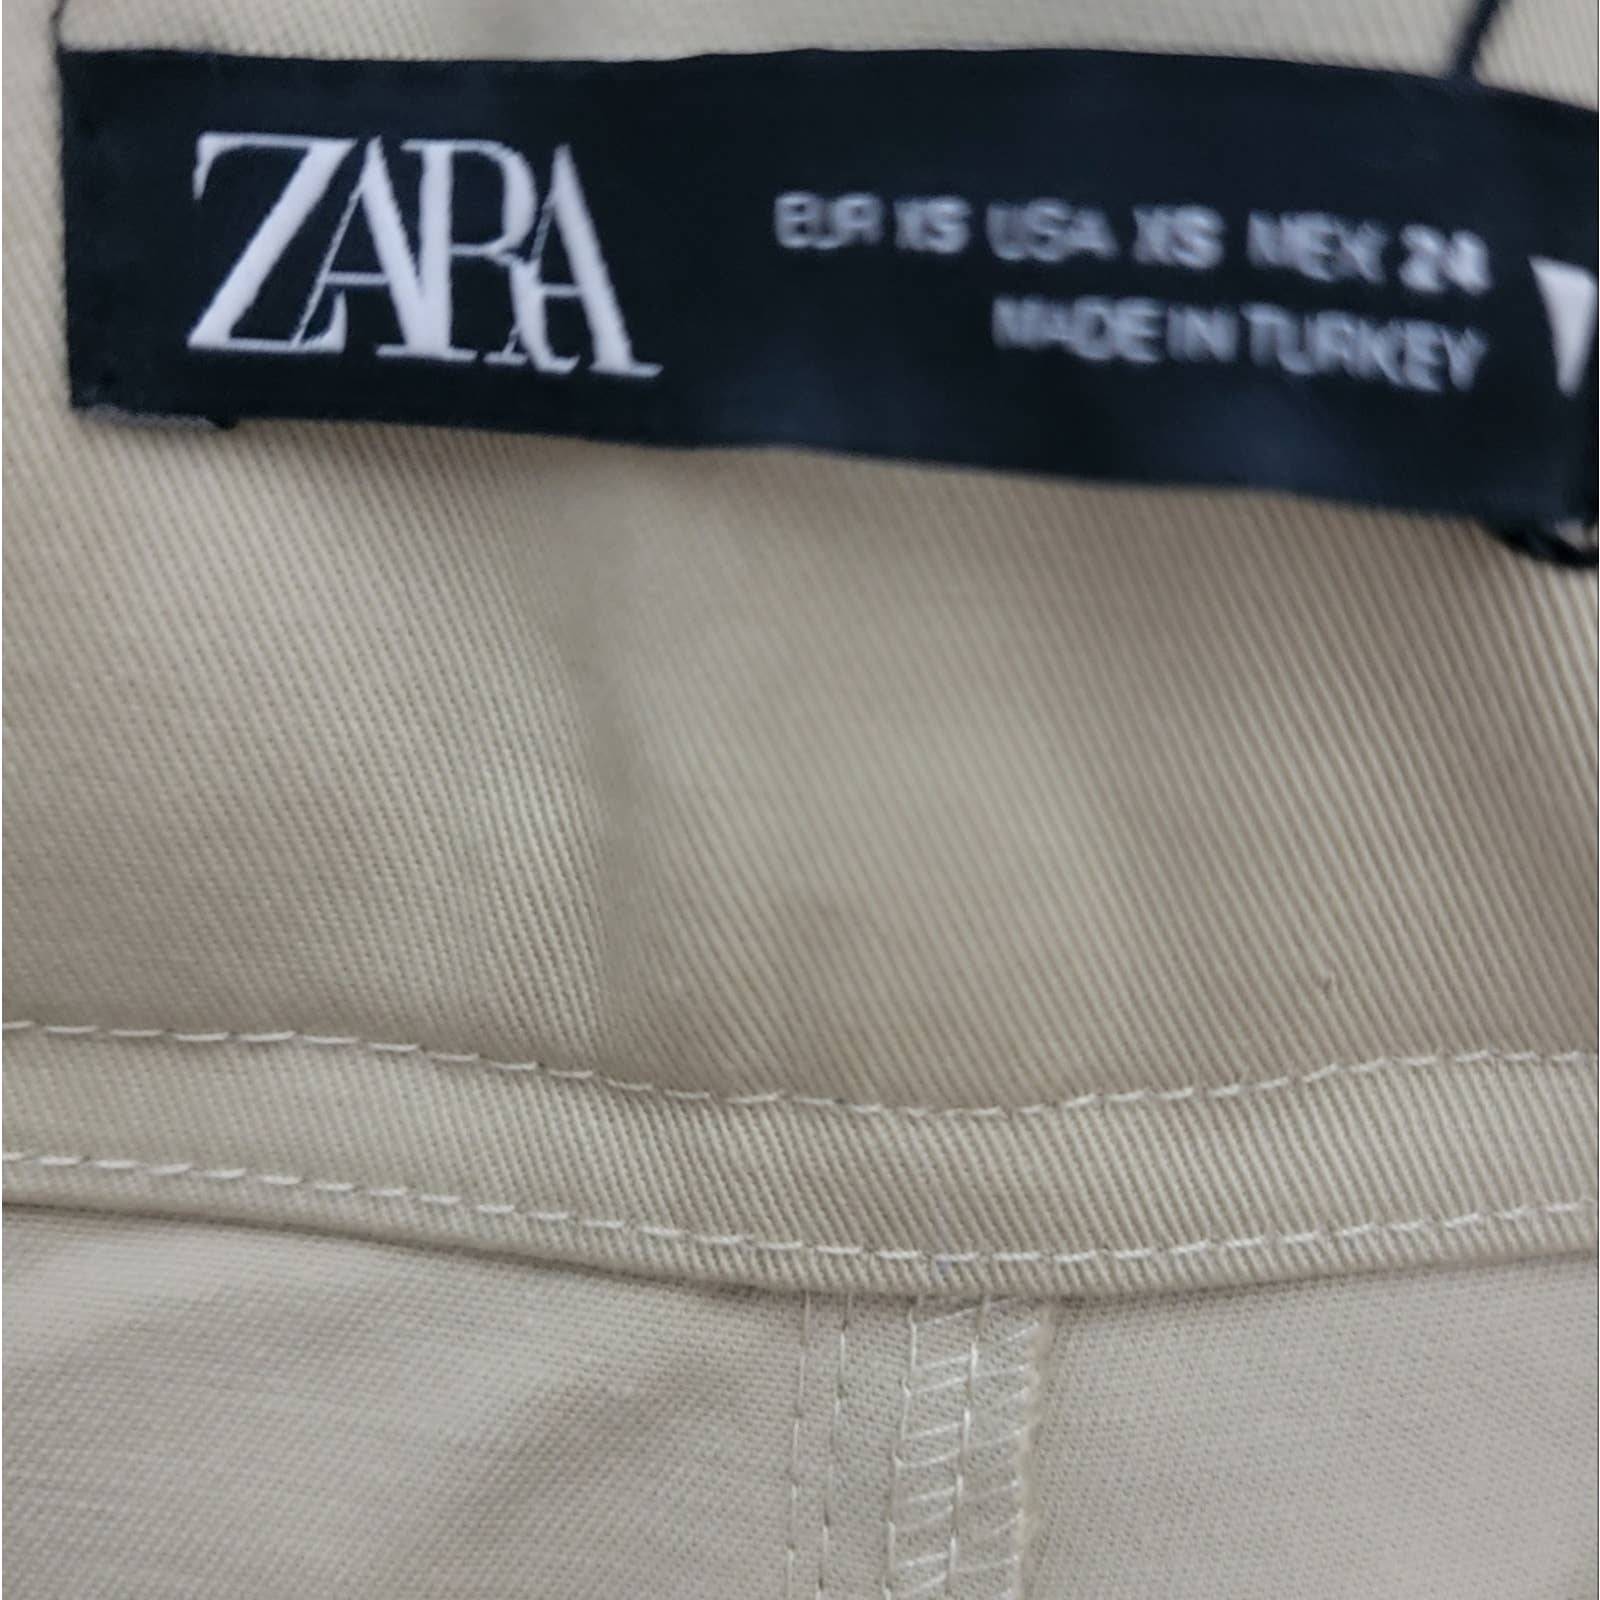 ZARA
EUR XS USA XS MEX 24
MADE IN TURKEY